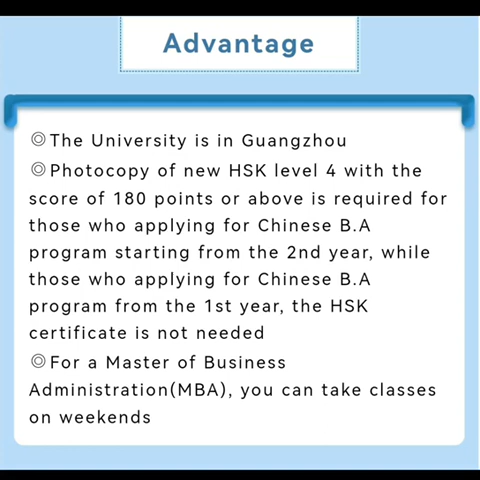 Advantage
◎The University is in Guangzhou
◎Photocopy of new HSK level 4 with the
score of 180 points or above is required for
those who applying for Chinese B.A
program starting from the 2nd year, while
those who applying for Chinese B.A
program from the 1st year, the HSK
certificate is not needed
◎For a Master of Business
Administration(MBA), you can take classes
on weekends